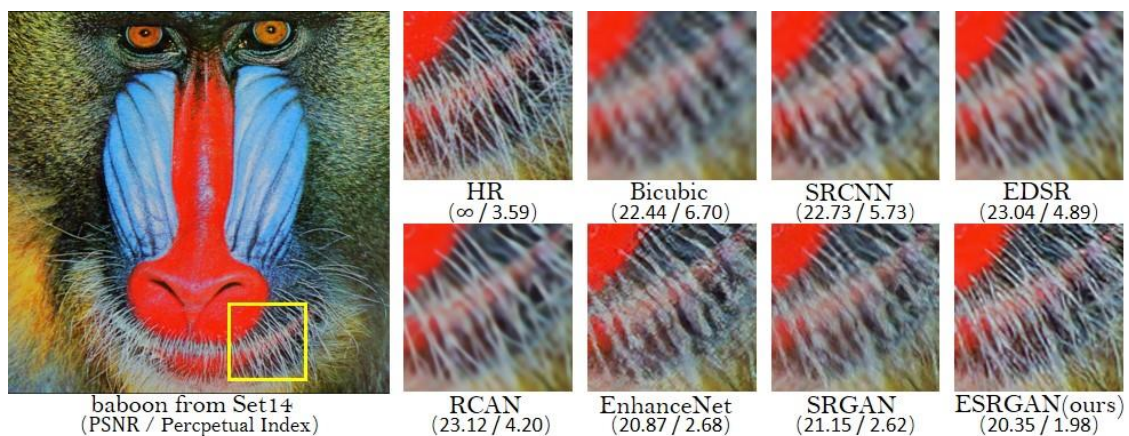 HR
(∞ / 3.59)
Bicubic
(22.44 / 6.70)
SRCNN
(22.73 / 5.73)
EDSR
(23.04 / 4.89)
baboon from Set14
(PSNR / Percpetual Index)
RCAN
(23.12 / 4.20)
EnhanceNet
(20.87 / 2.68)
SRGAN
(21.15 / 2.62)
ESRGAN(ours)
(20.35 / 1.98)